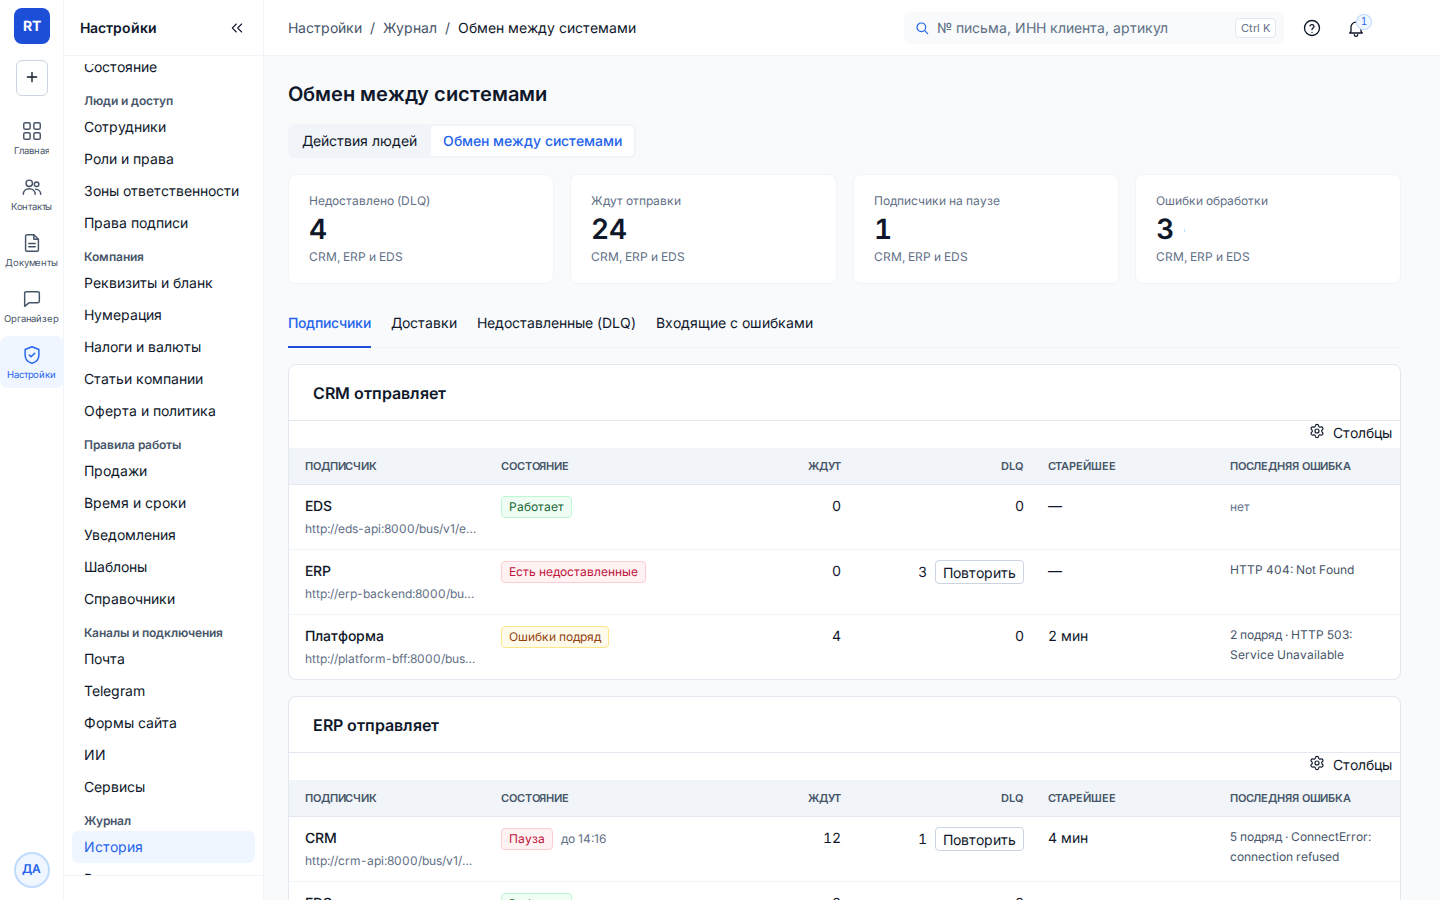 RT
Настройки
Настройки / Журнал / Обмен между системами
№ письма, ИНН клиента, артикул
Ctrl K
1
Главная
Контакты
Документы
Органайзер
Настройки
ДА
Состояние
Люди и доступ
Сотрудники
Роли и права
Зоны ответственности
Права подписи
Компания
Реквизиты и бланк
Нумерация
Налоги и валюты
Статьи компании
Оферта и политика
Правила работы
Продажи
Время и сроки
Уведомления
Шаблоны
Справочники
Каналы и подключения
Почта
Telegram
Формы сайта
ИИ
Сервисы
Журнал
История
Обмен между системами
Действия людей
Обмен между системами
Недоставлено (DLQ)
4
CRM, ERP и EDS
Ждут отправки
24
CRM, ERP и EDS
Подписчики на паузе
1
CRM, ERP и EDS
Ошибки обработки
3
CRM, ERP и EDS
Подписчики Доставки Недоставленные (DLQ) Входящие с ошибками
CRM отправляет
Столбцы
ПОДПИСЧИК СОСТОЯНИЕ ЖДУТ DLQ СТАРЕЙШЕЕ ПОСЛЕДНЯЯ ОШИБКА
EDS Работает 0 0 — нет
http://eds-api:8000/bus/v1/e...
ERP Есть недоставленные 0 3 Повторить — HTTP 404: Not Found
http://erp-backend:8000/bu...
Платформа Ошибки подряд 4 0 2 мин 2 подряд · HTTP 503:
http://platform-bff:8000/bus... Service Unavailable
ERP отправляет
Столбцы
ПОДПИСЧИК СОСТОЯНИЕ ЖДУТ DLQ СТАРЕЙШЕЕ ПОСЛЕДНЯЯ ОШИБКА
CRM Пауза до 14:16 12 1 Повторить 4 мин 5 подряд · ConnectError:
http://crm-api:8000/bus/v1/... connection refused